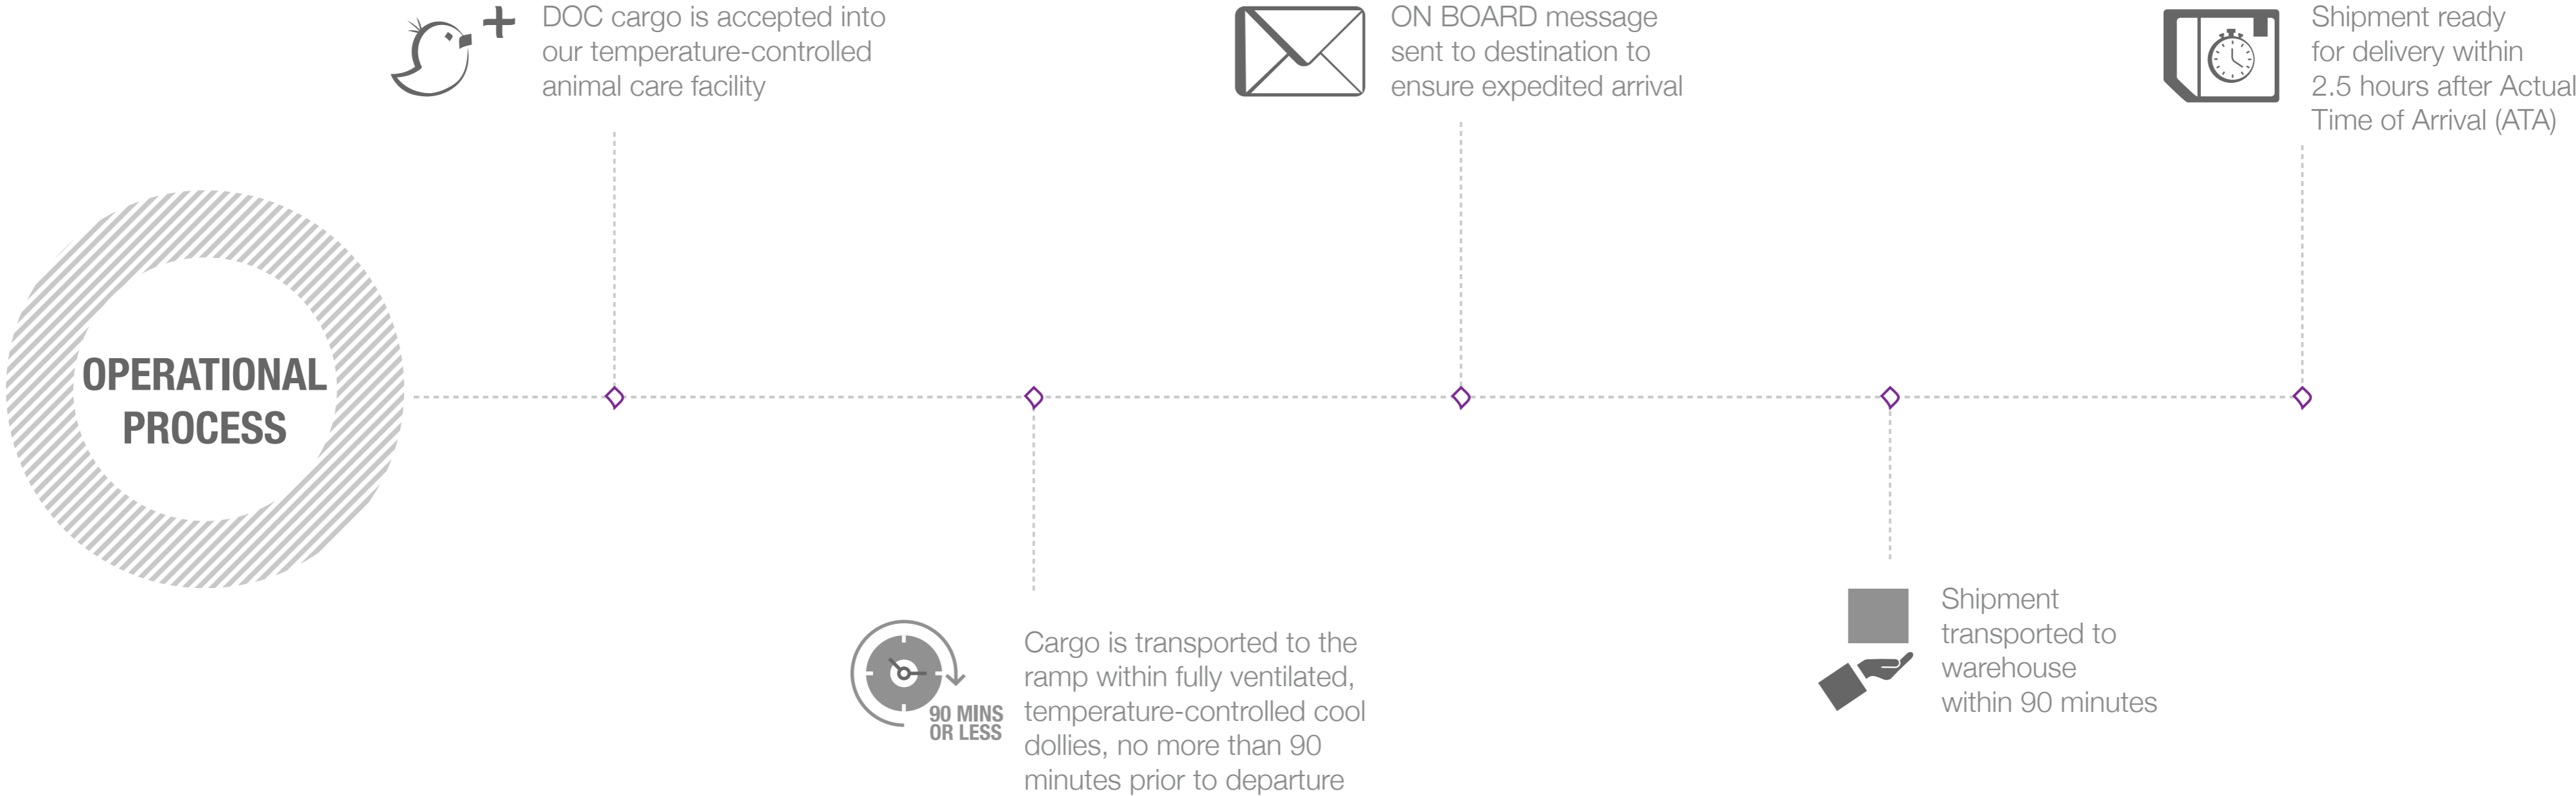 OPERATIONAL
PROCESS
DOC cargo is accepted into
our temperature-controlled
animal care facility
90 MINS
OR LESS
Cargo is transported to the
ramp within fully ventilated,
temperature-controlled cool
dollies, no more than 90
minutes prior to departure
ON BOARD message
sent to destination to
ensure expedited arrival
Shipment
transported to
warehouse
within 90 minutes
Shipment ready
for delivery within
2.5 hours after Actual
Time of Arrival (ATA)